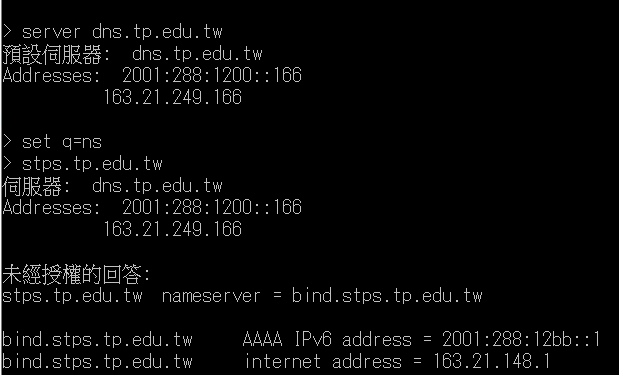 > server dns.tp.edu.tw
預設伺服器:  dns.tp.edu.tw
Addresses:  2001:288:1200::166
          163.21.249.166
> set q=ns
> stps.tp.edu.tw
伺服器:  dns.tp.edu.tw
Addresses:  2001:288:1200::166
          163.21.249.166
未經授權的回答:
stps.tp.edu.tw  nameserver = bind.stps.tp.edu.tw
bind.stps.tp.edu.tw     AAAA IPv6 address = 2001:288:12bb::1
bind.stps.tp.edu.tw     internet address = 163.21.148.1